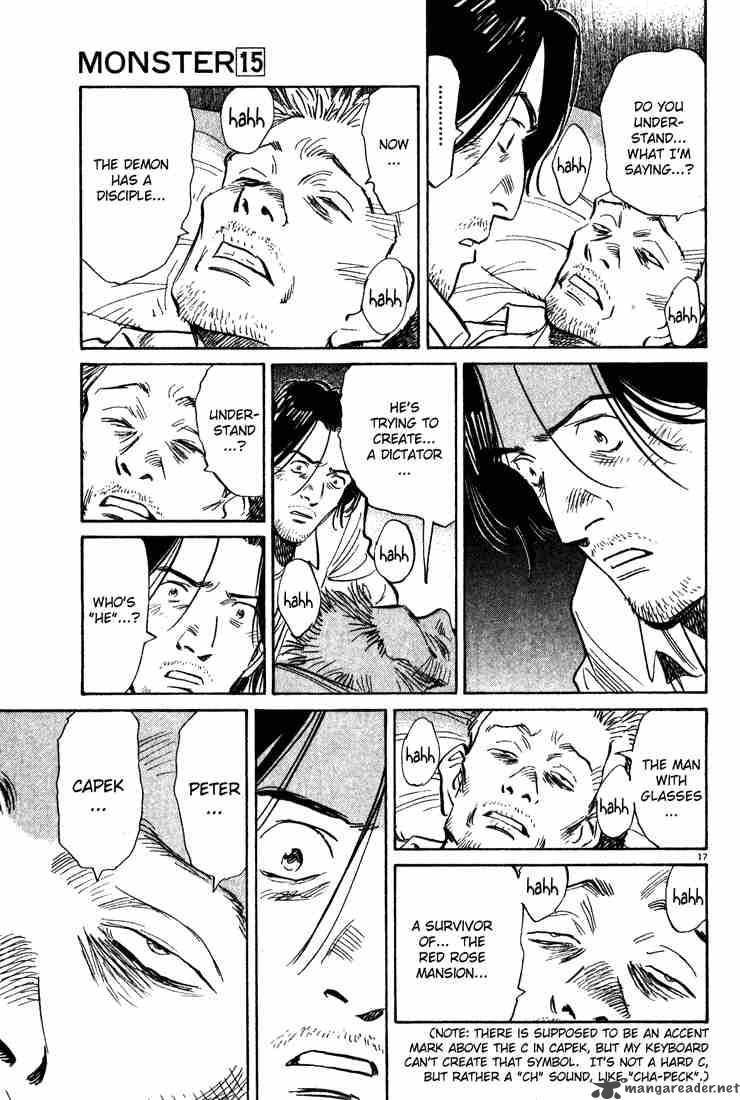 MONSTER 15
.........
DO YOU
UNDER-
STAND...
WHAT I'M
SAYING...?
hahh
hahh
NOW
...
hahh
THE DEMON
HAS A
DISCIPLE...
hahh
HE'S
TRYING TO
CREATE...
A DICTATOR
...
hahh
hahh
UNDER-
STAND
...?
WHO'S
"HE"...?
hahh
THE MAN
WITH
GLASSES
...
hahh
17
hahh
hahh
A SURVIVOR
OF... THE
RED ROSE
MANSION...
PETER
...
CAPEK
...
(NOTE: THERE IS SUPPOSED TO BE AN ACCENT
MARK ABOVE THE C IN CAPEK, BUT MY KEYBOARD
CAN'T CREATE THAT SYMBOL. IT'S NOT A HARD C,
BUT RATHER A "CH" SOUND, LIKE "CHA-PECK".)
mangareader.net